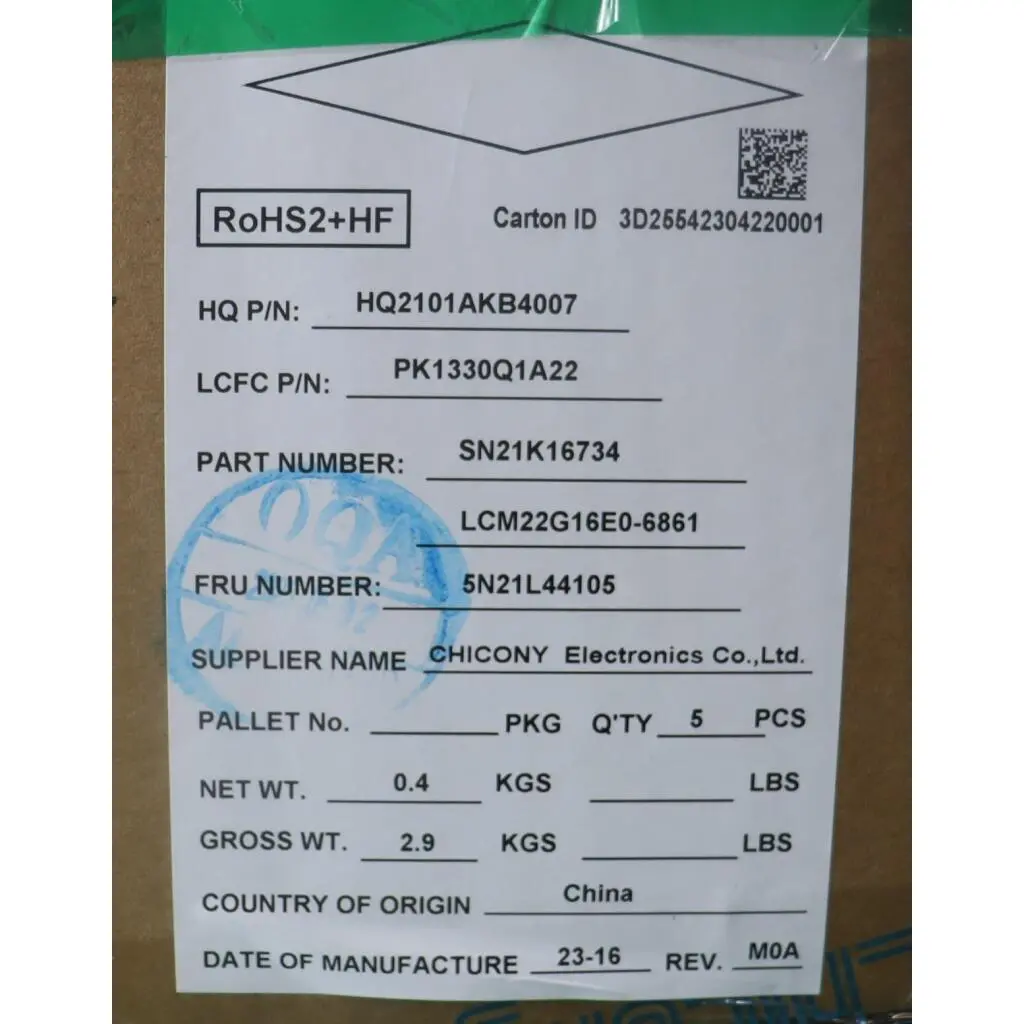 RoHS2+HF
Carton ID 3D25542304220001
HQ P/N: HQ2101AKB4007
LCFC P/N: PK1330Q1A22
PART NUMBER: SN21K16734
LCM22G16E0-6861
OQA
FRU NUMBER: 5N21L44105
SUPPLIER NAME CHICONY Electronics Co.,Ltd.
PALLET No. PKG Q'TY 5 PCS
NET WT. 0.4 KGS LBS
GROSS WT. 2.9 KGS LBS
COUNTRY OF ORIGIN China
DATE OF MANUFACTURE 23-16 REV. M0A